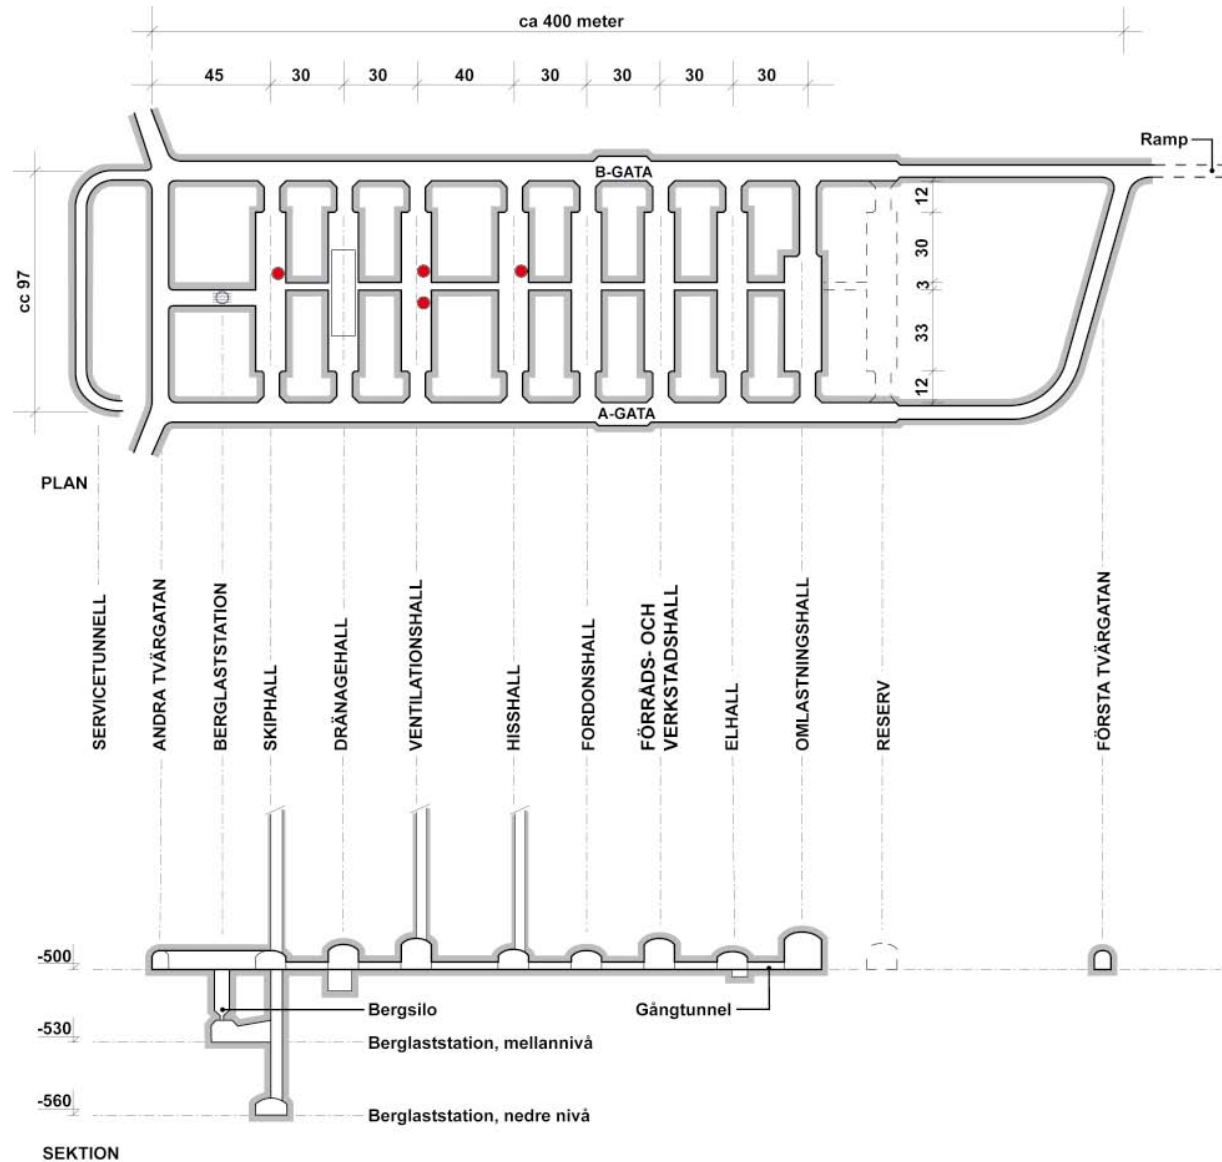 ca 400 meter
45
30
30
40
30
30
30
30
Ramp
B-GATA
12
30
cc 97
3
33
12
A-GATA
PLAN
SERVICETUNNELL
ANDRA TVÄRGATAN
BERGLASTSTATION
SKIPHALL
DRÄNAGEHALL
VENTILATIONSHALL
HISSHALL
FORDONSHALL
FÖRRÅDS- OCH
VERKSTADSHALL
ELHALL
OMLASTNINGSHALL
RESERV
FÖRSTA TVÄRGATAN
-500
-500
Bergsilo
Gångtunnel
-530
Berglaststation, mellannivå
-560
Berglaststation, nedre nivå
SEKTION